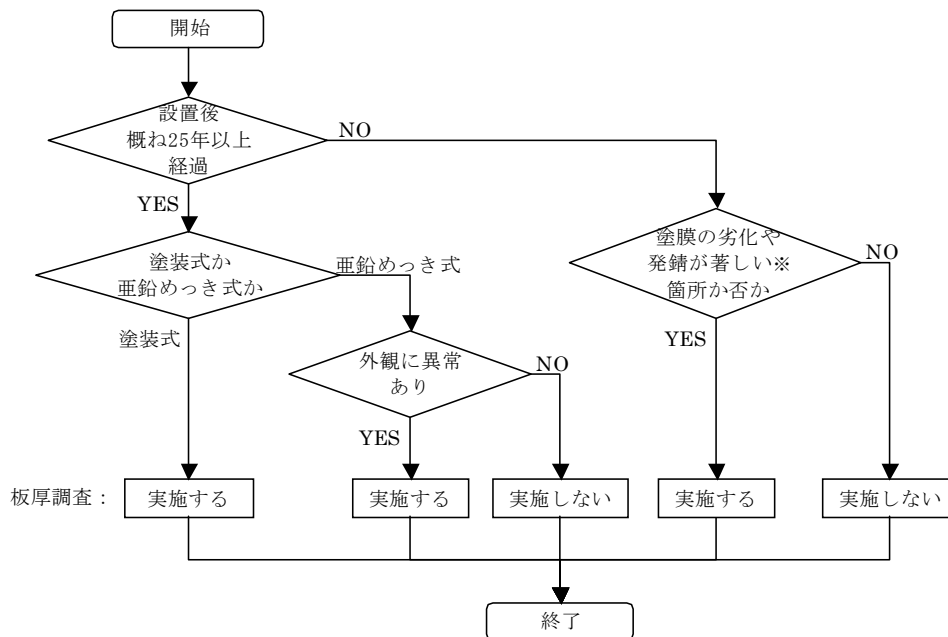 開始
設置後
概ね25年以上
経過
NO
YES
塗装式か
亜鉛めっき式か
亜鉛めっき式
塗膜の劣化や
発錆が著しい※
箇所か否か
NO
塗装式
外観に異常
あり
NO
YES
YES
板厚調査：
実施する
実施する
実施しない
実施する
実施しない
終了